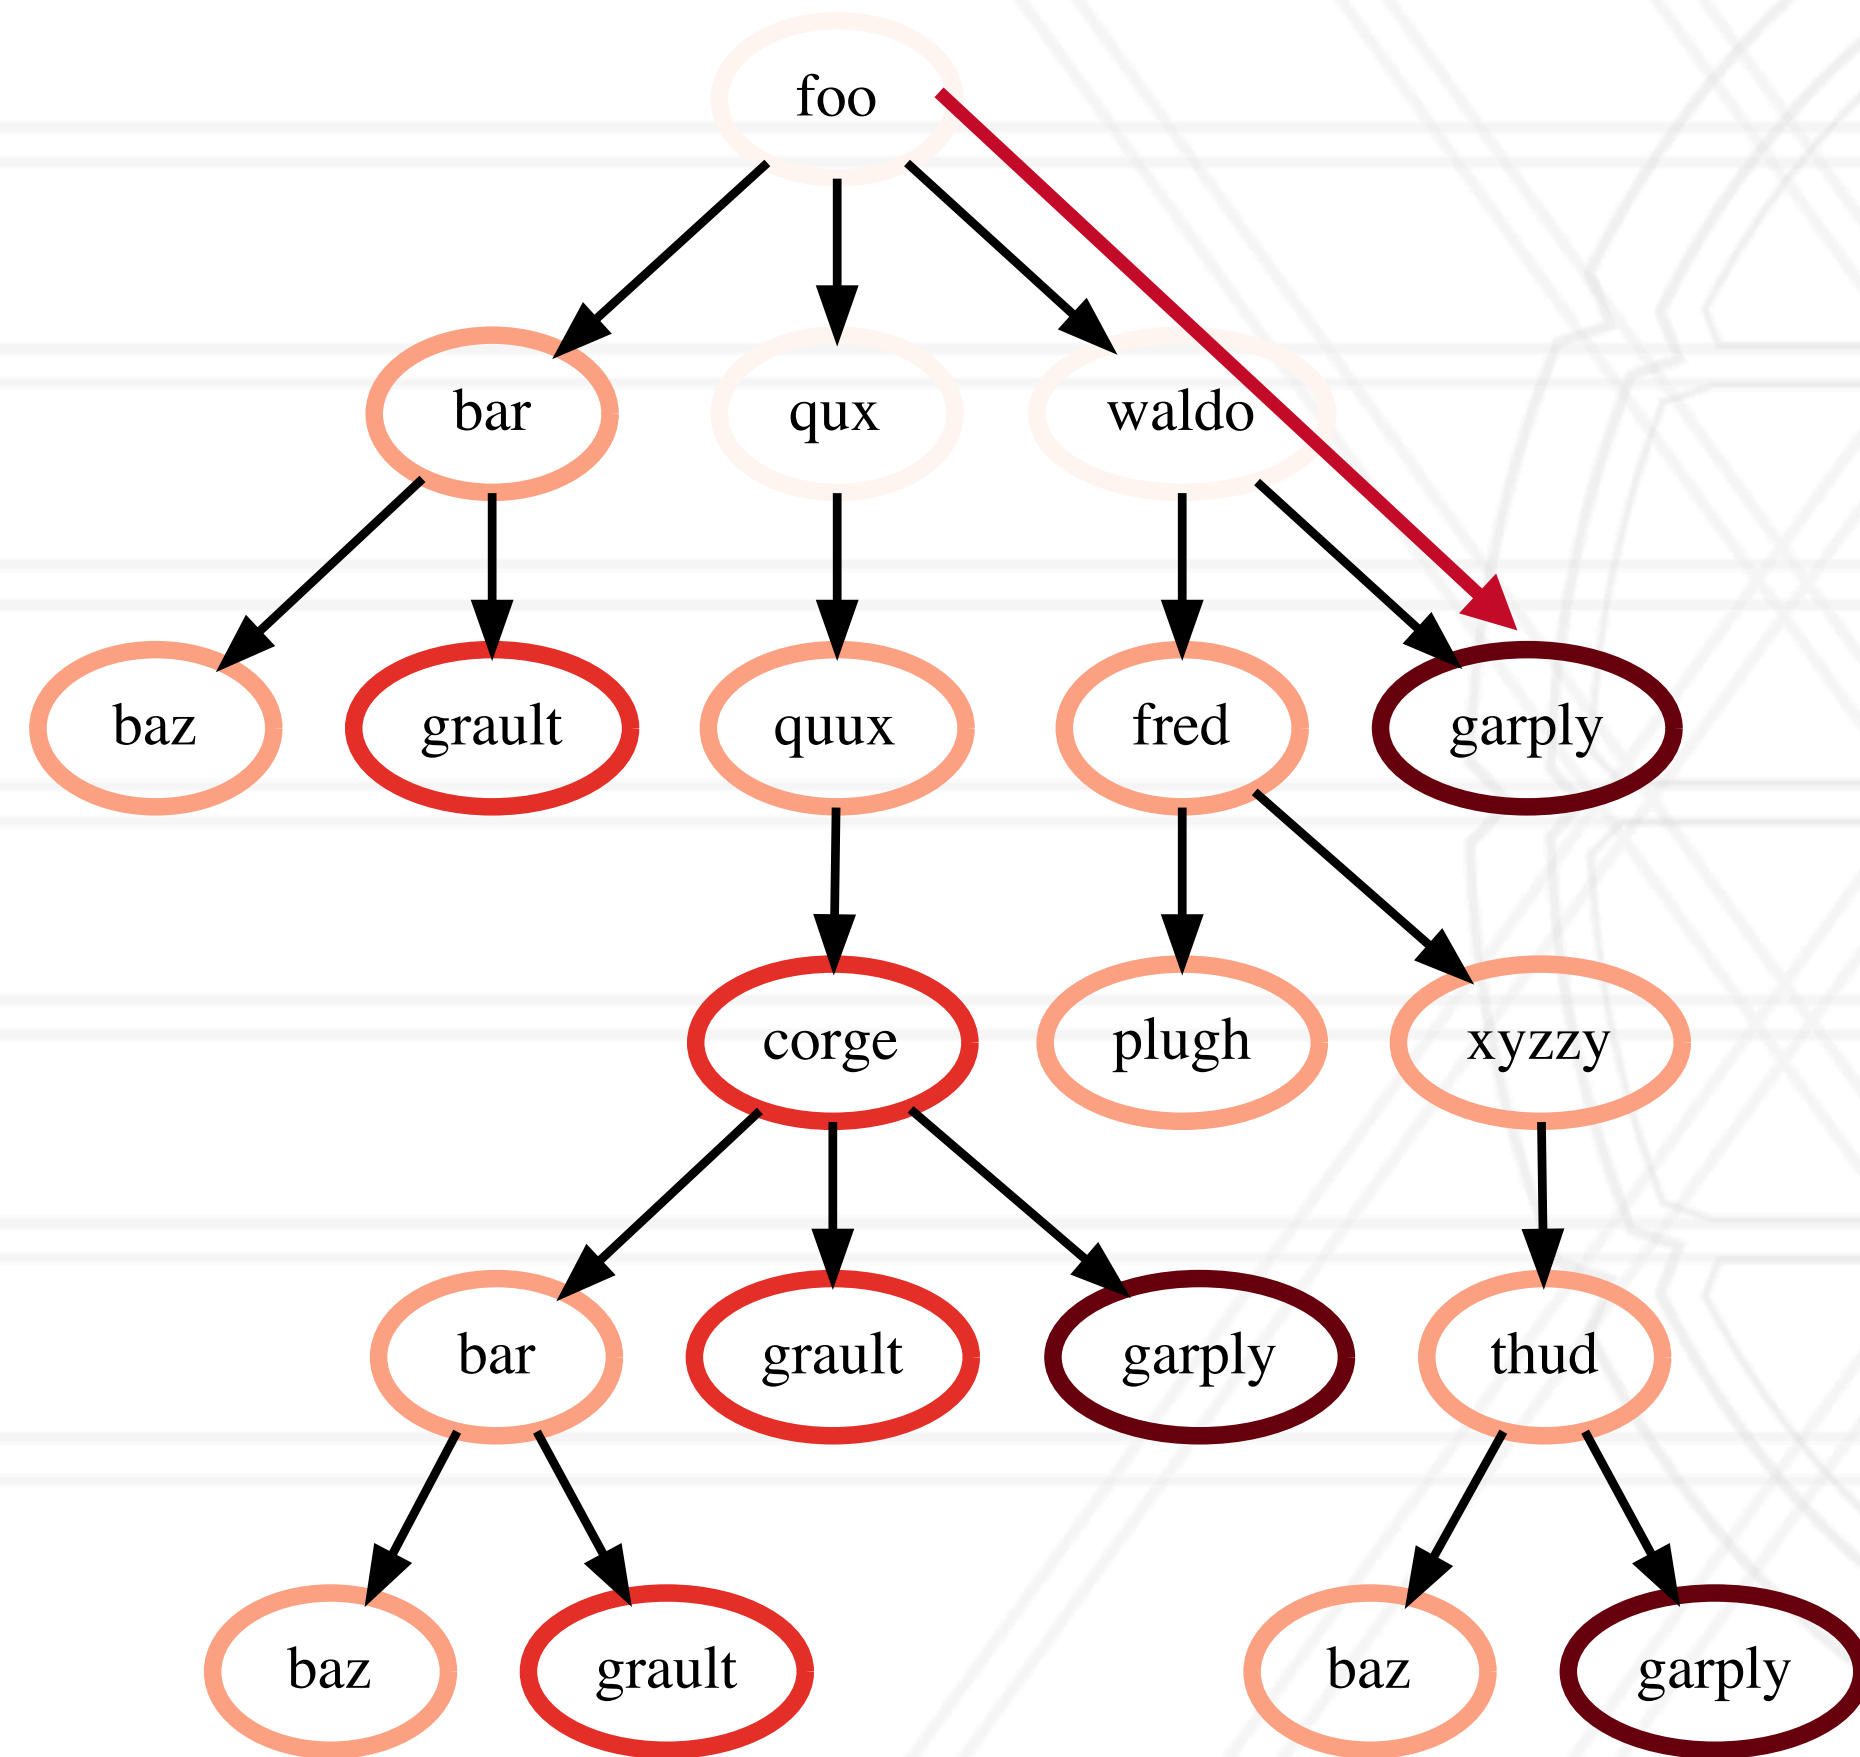 foo
bar
qux
waldo
baz
grault
quux
fred
garply
corge
plugh
xyzzy
bar
grault
garply
thud
baz
grault
baz
garply